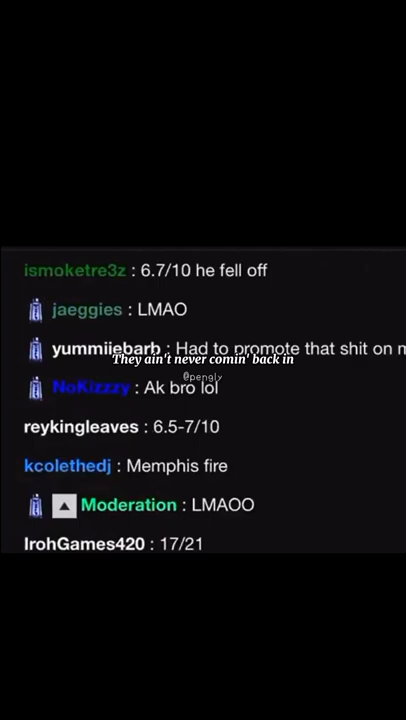 ismoketre3z : 6.7/10 he fell off
jaeggies : LMAO
yummiiebarb : Had to promote that shit on m
They ain't never comin' back in
@pengly
NoKizzzy : Ak bro lol
reykingleaves : 6.5-7/10
kcolethedj : Memphis fire
Moderation : LMAOO
IrohGames420 : 17/21